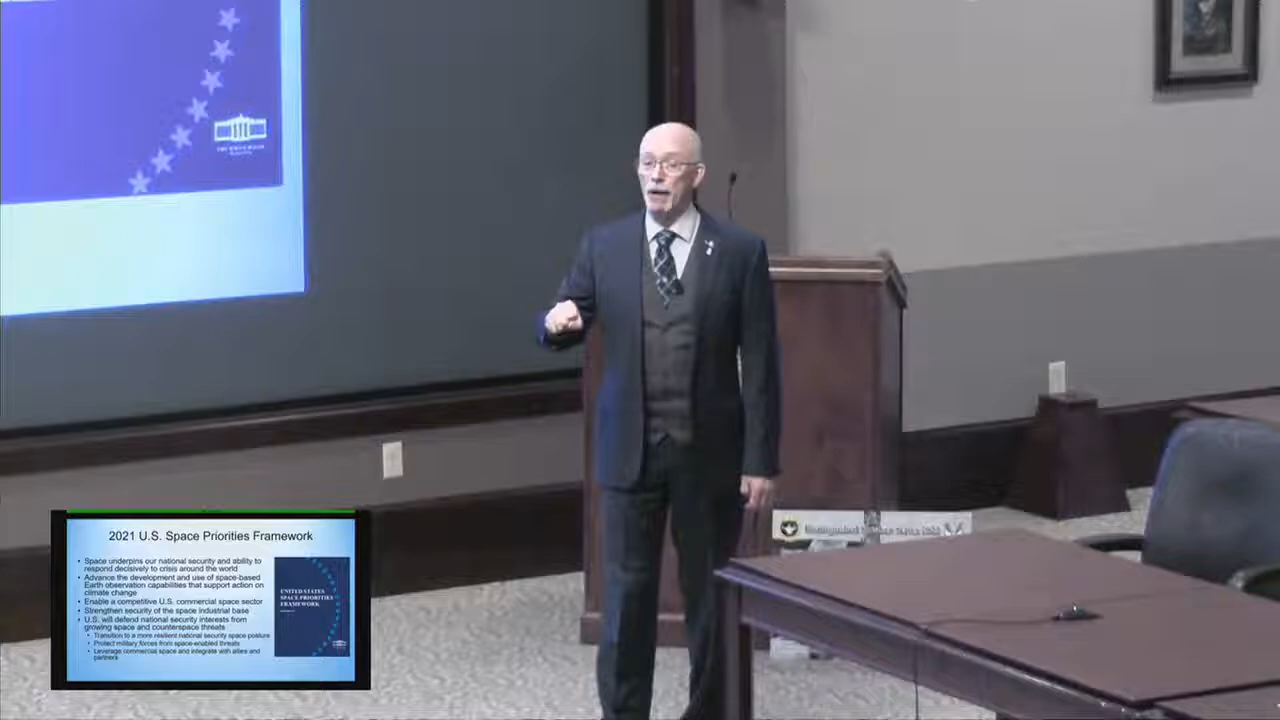 THE WHITE HOUSE
2021 U.S. Space Priorities Framework
• Space underpins our national security and ability to
respond decisively to crisis around the world
• Advance the development and use of space-based
Earth observation capabilities that support action on
climate change
• Enable a competitive U.S. commercial space sector
• Strengthen security of the space industrial base
• U.S. will defend national security interests from
growing space and counterspace threats
• Transition to a more resilient national security space posture
• Protect military forces from space-enabled threats
• Leverage commercial space and integrate with allies and
partners
UNITED STATES
SPACE PRIORITIES
FRAMEWORK
Distinguished